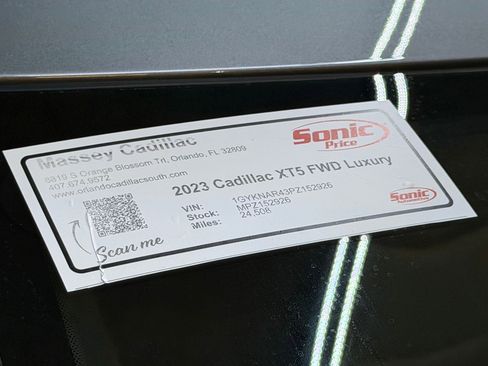 Massey Cadillac
8819 S Orange Blossom Trl, Orlando, FL 32809
407.674.9572
www.orlandocadillacsouth.com
Sonic
Price
2023 Cadillac XT5 FWD Luxury
VIN: 1GYKNAR43PZ152926
Stock: MPZ152926
Miles: 24,508
Scan me
Sonic